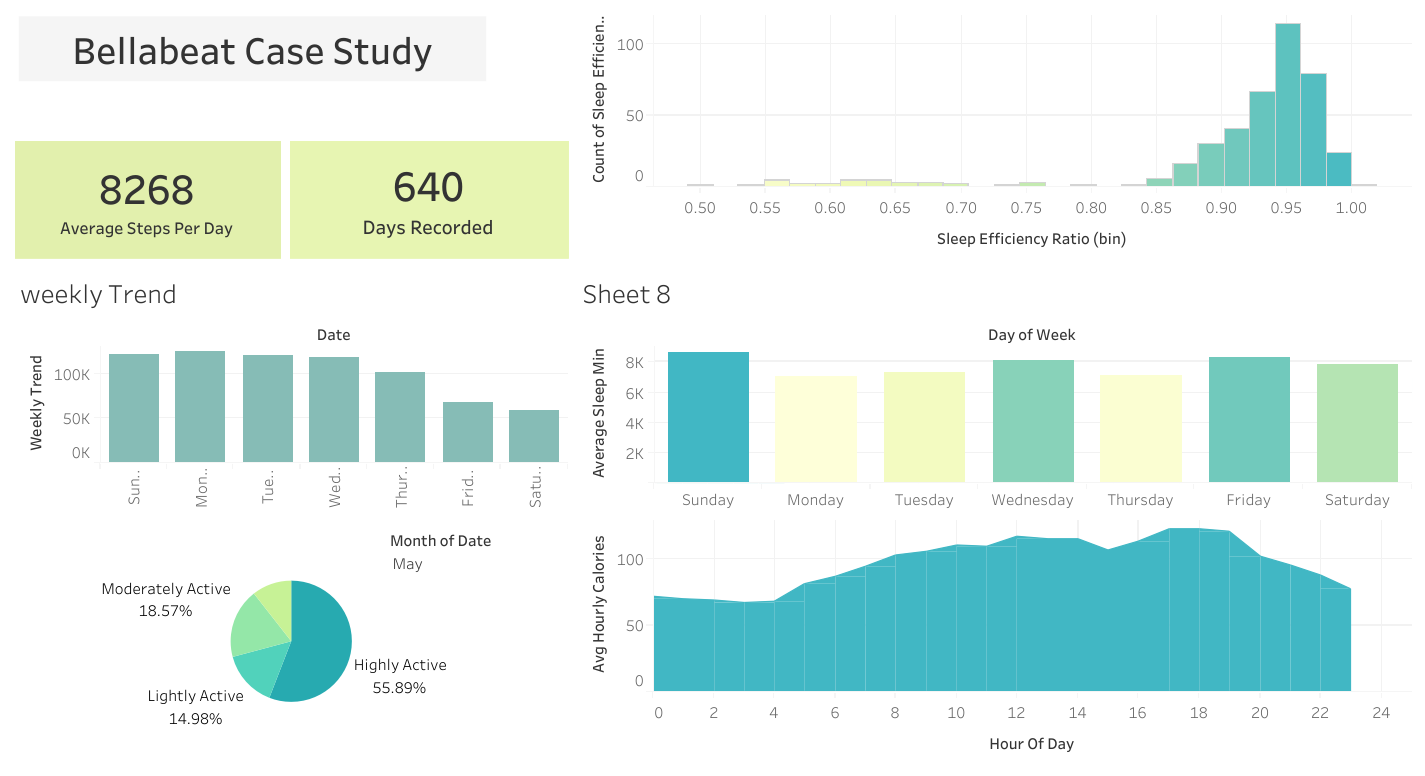 Bellabeat Case Study
8268
Average Steps Per Day
640
Days Recorded
Count of Sleep Efficien..
100
50
0
0.50 0.55 0.60 0.65 0.70 0.75 0.80 0.85 0.90 0.95 1.00
Sleep Efficiency Ratio (bin)
weekly Trend
Date
Weekly Trend
100K
50K
0K
Sun.. Mon.. Tue.. Wed.. Thur.. Frid.. Satu..
Sheet 8
Day of Week
Average Sleep Min
8K
6K
4K
2K
Sunday Monday Tuesday Wednesday Thursday Friday Saturday
Month of Date
May
Moderately Active
18.57%
Highly Active
55.89%
Lightly Active
14.98%
Avg Hourly Calories
100
50
0
0 2 4 6 8 10 12 14 16 18 20 22 24
Hour Of Day